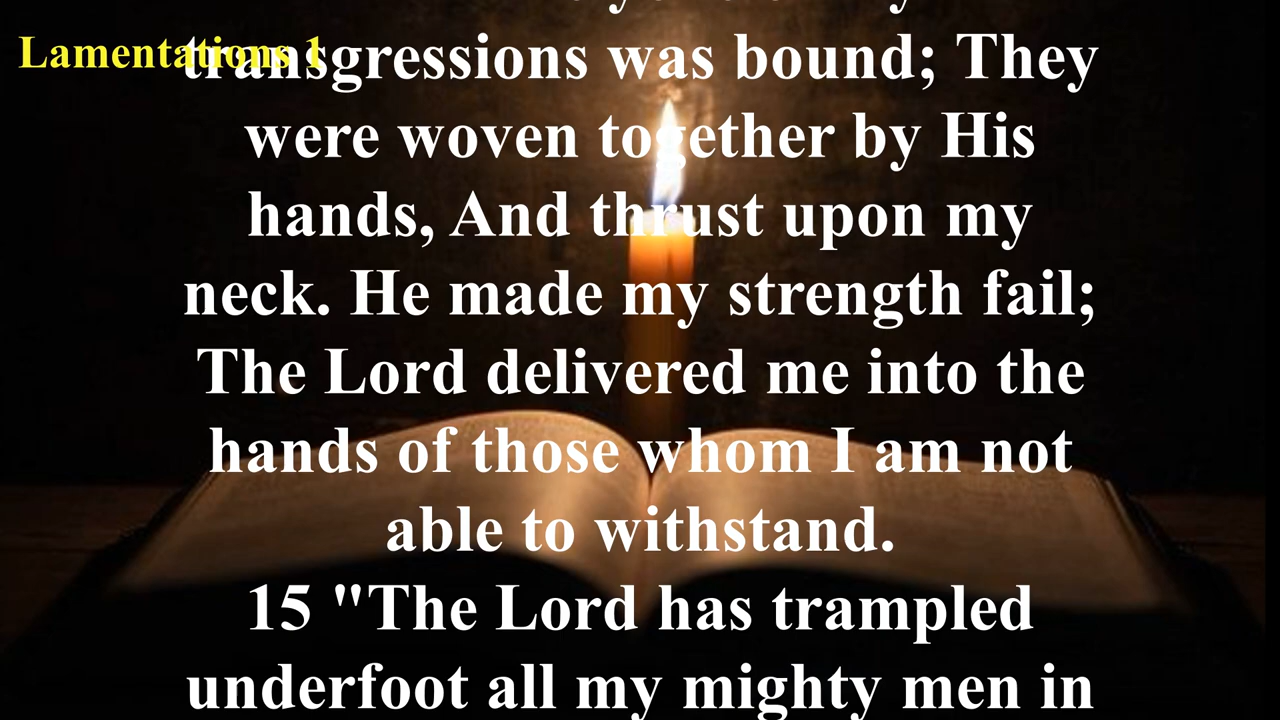 Lamentations 1
transgressions was bound; They
were woven together by His
hands, And thrust upon my
neck. He made my strength fail;
The Lord delivered me into the
hands of those whom I am not
able to withstand.
15 "The Lord has trampled
underfoot all my mighty men in